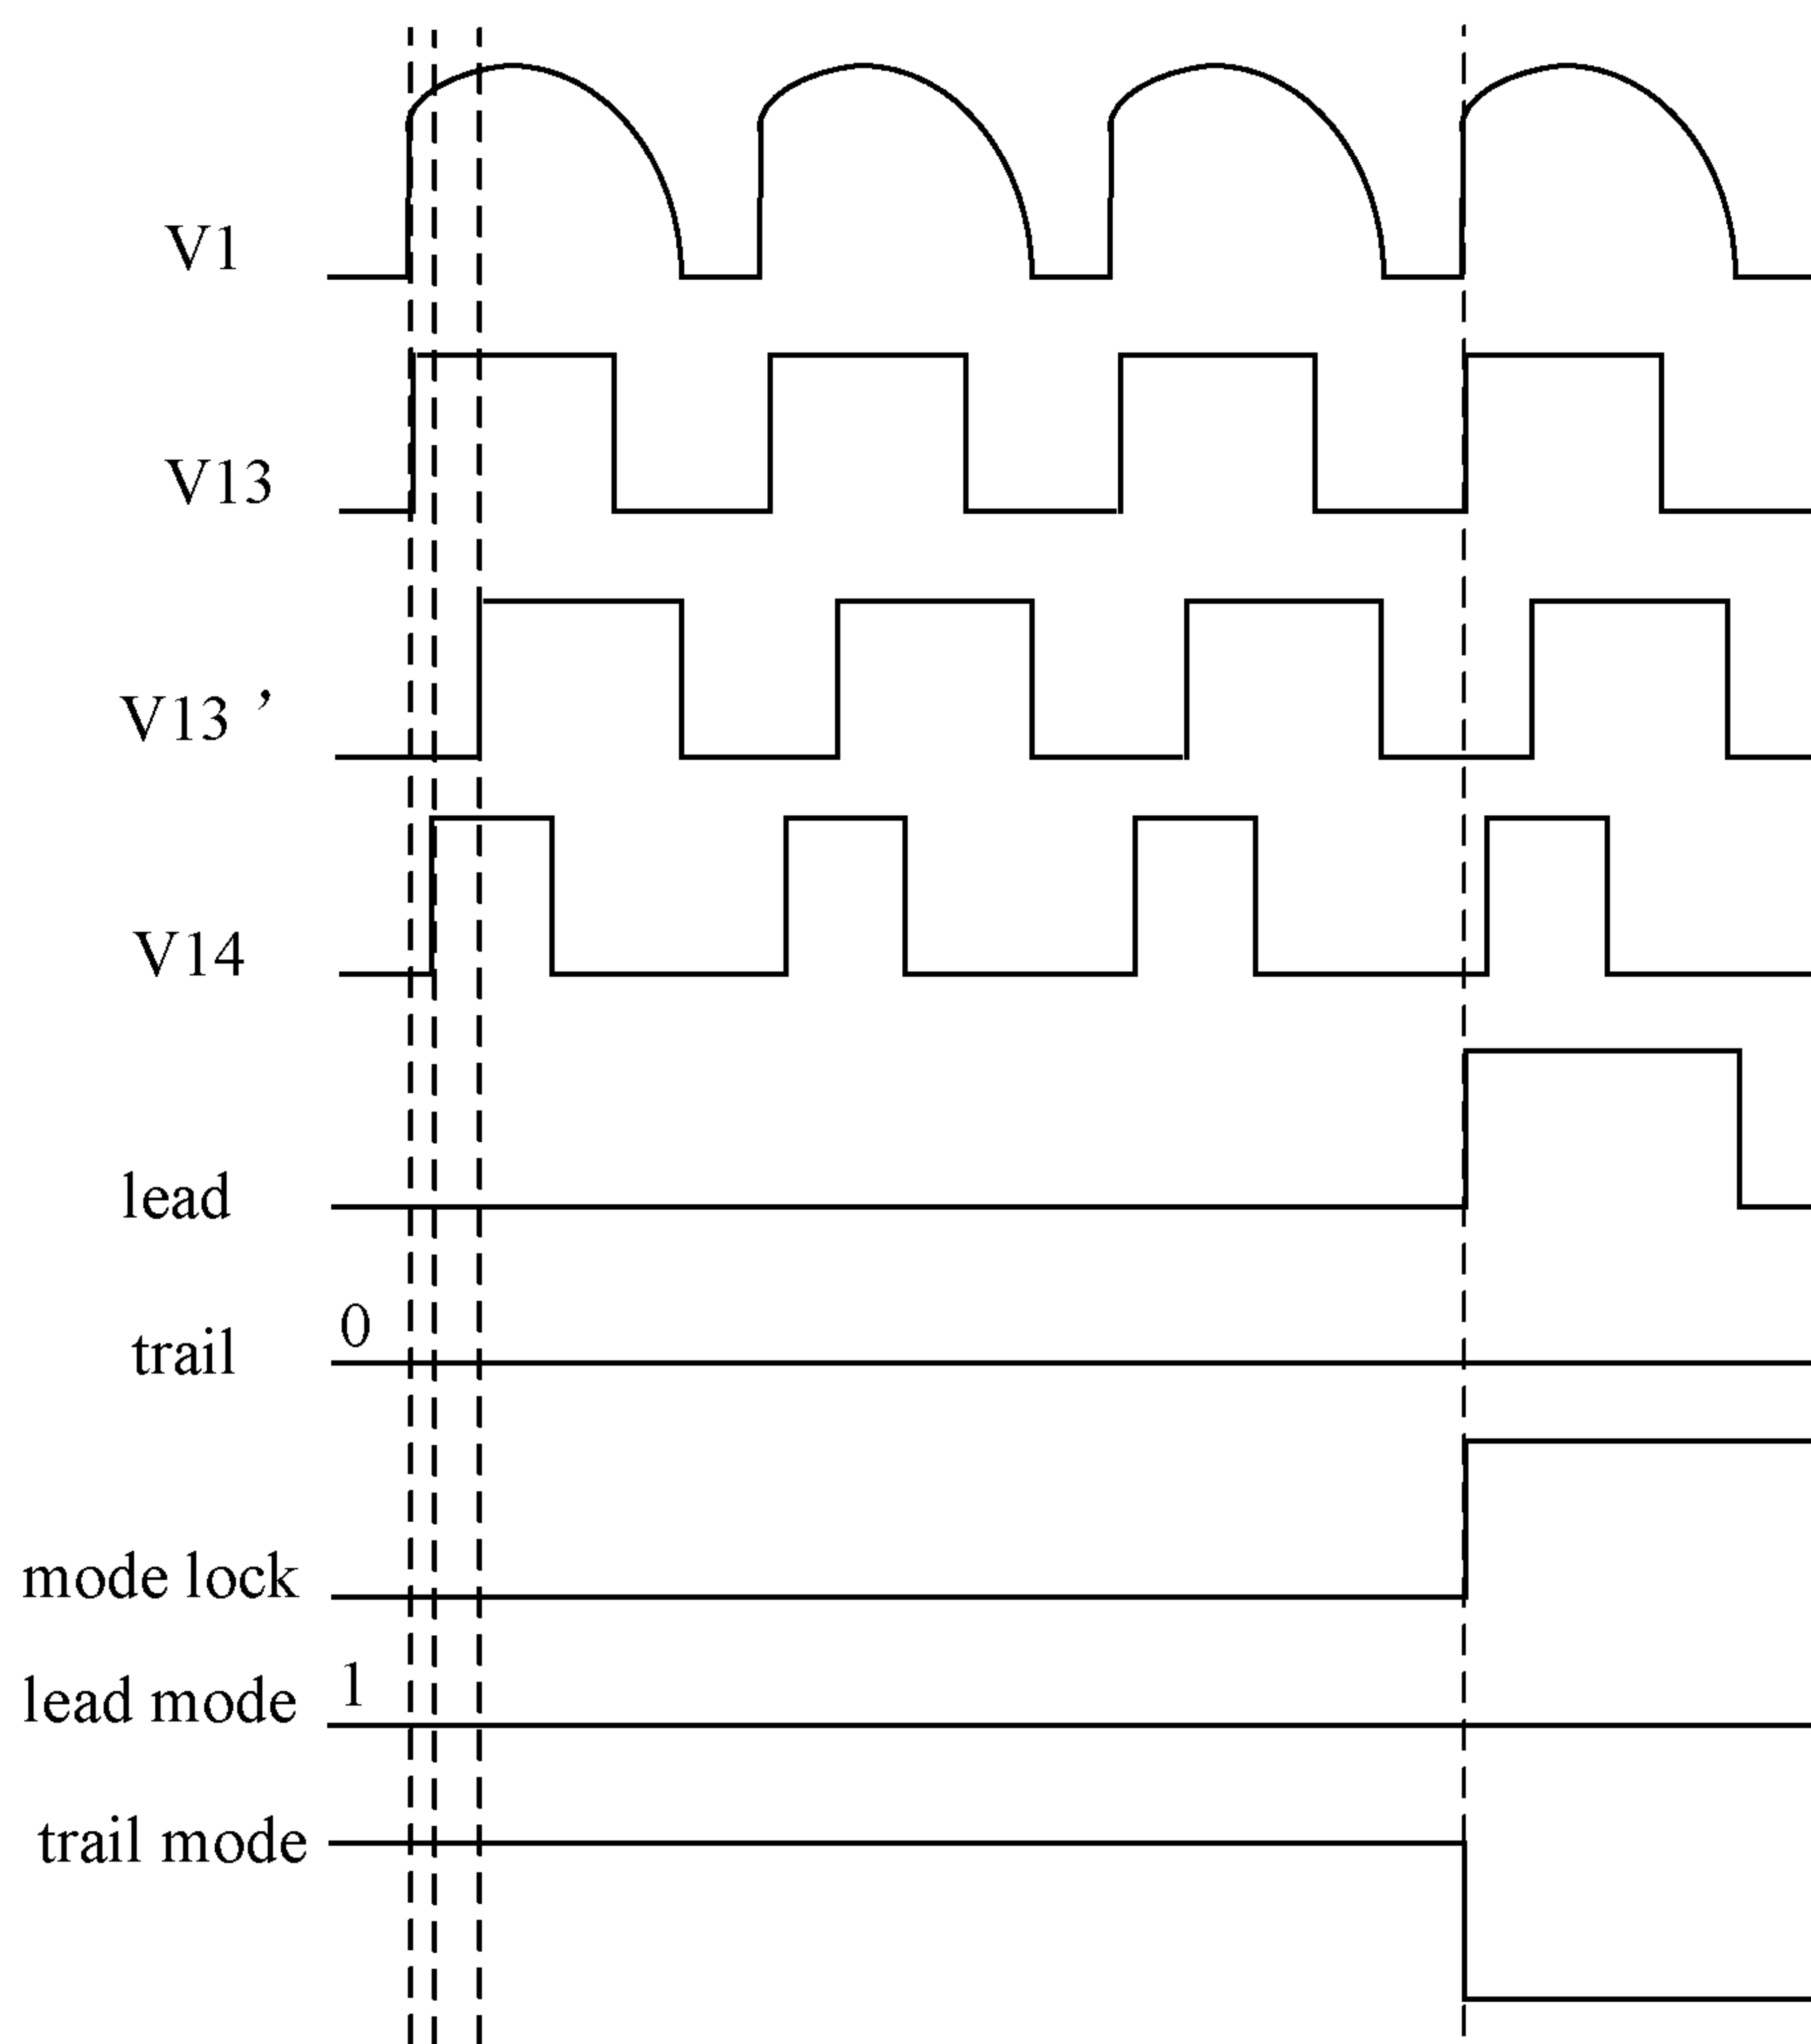 V1
V13
V13 ’
V14
lead
0
trail
mode lock
1
lead mode
trail mode